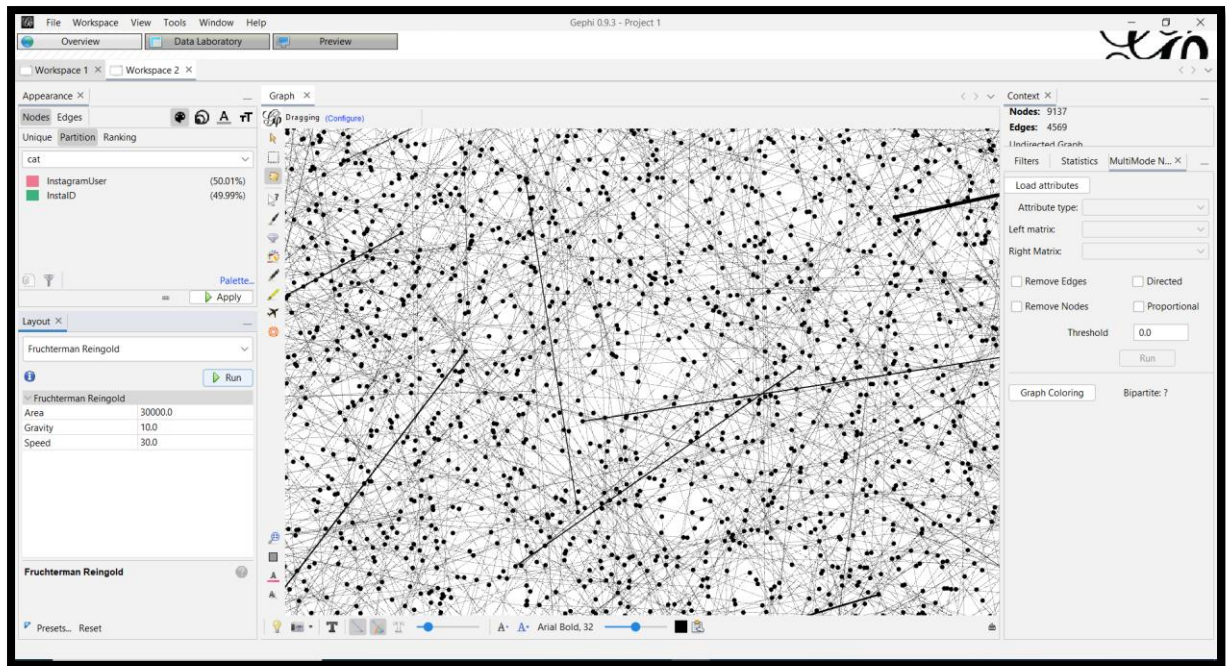 File Workspace View Tools Window Help Gephi 0.9.3 - Project 1
Overview Data Laboratory Preview
Workspace 1 × Workspace 2 ×
Appearance × Graph × Context ×
Nodes Edges Dragging (Configure) Nodes: 9137
Unique Partition Ranking Edges: 4569
Undirected Graph
cat Filters Statistics MultiMode N... ×
InstagramUser (50.01%) Load attributes
InstaID (49.99%) Attribute type:
Left matrix:
Right Matrix:
Palette... Remove Edges Directed
Apply Remove Nodes Proportional
Layout × Threshold 0.0
Fruchterman Reingold Run
Run Graph Coloring Bipartite: ?
Fruchterman Reingold
Area 30000.0
Gravity 10.0
Speed 30.0
Fruchterman Reingold
Presets... Reset T A- A- Arial Bold, 32